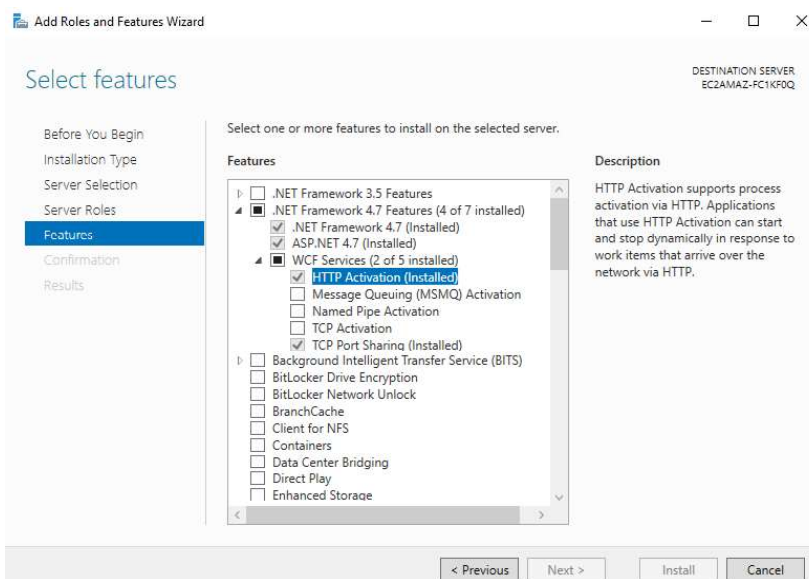 Add Roles and Features Wizard
Select features
DESTINATION SERVER
EC2AMAZ-FC1KF0Q
Before You Begin
Installation Type
Server Selection
Server Roles
Features
Confirmation
Results
Select one or more features to install on the selected server.
Features
.NET Framework 3.5 Features
.NET Framework 4.7 Features (4 of 7 installed)
.NET Framework 4.7 (Installed)
ASP.NET 4.7 (Installed)
WCF Services (2 of 5 installed)
HTTP Activation (Installed)
Message Queuing (MSMQ) Activation
Named Pipe Activation
TCP Activation
TCP Port Sharing (Installed)
Background Intelligent Transfer Service (BITS)
BitLocker Drive Encryption
BitLocker Network Unlock
BranchCache
Client for NFS
Containers
Data Center Bridging
Direct Play
Enhanced Storage
Description
HTTP Activation supports process
activation via HTTP. Applications
that use HTTP Activation can start
and stop dynamically in response to
work items that arrive over the
network via HTTP.
< Previous
Next >
Install
Cancel